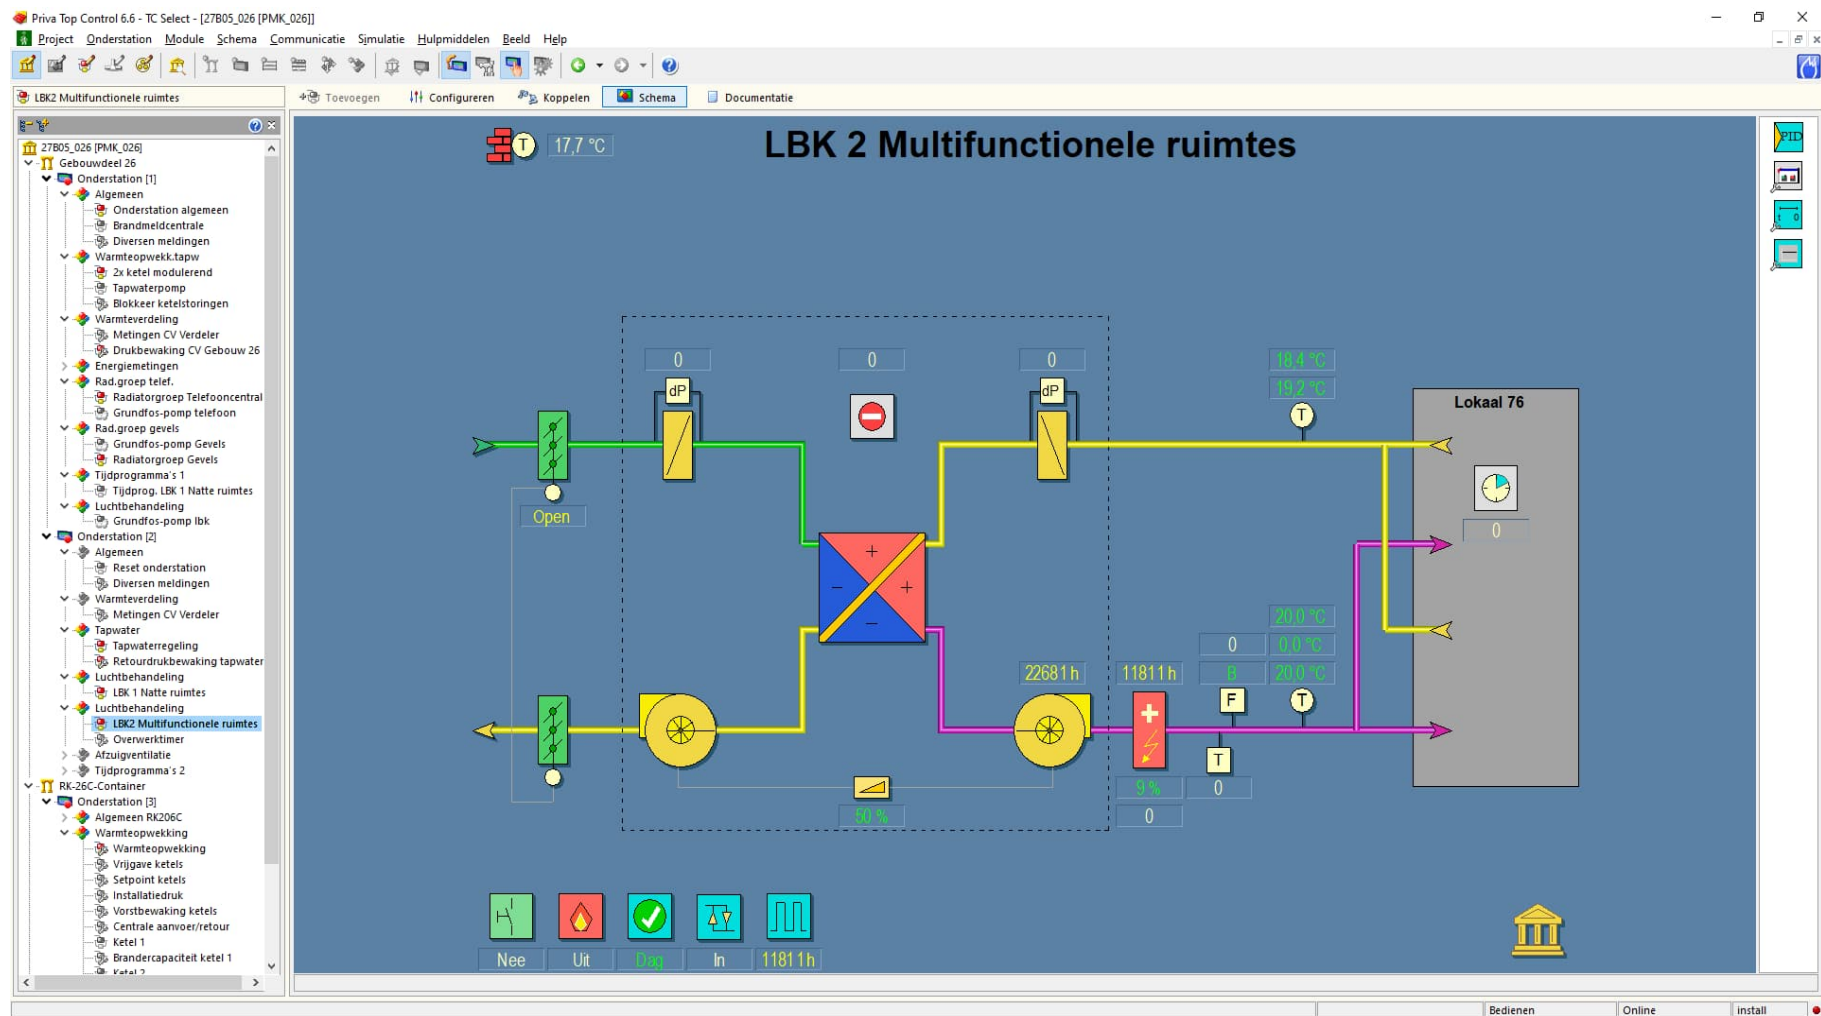 Priva Top Control 6.6 - TC Select - [27B05_026 [PMK_026]]
Project Onderstation Module Schema Communicatie Simulatie Hulpmiddelen Beeld Help
LBK2 Multifunctionele ruimtes
Toevoegen Configureren Koppelen Schema Documentatie
27B05_026 [PMK_026]
Gebouwdeel 26
Onderstation [1]
Algemeen
Onderstation algemeen
Brandmeldcentrale
Diversen meldingen
Warmteopwekk.tapw
2x ketel modulerend
Tapwaterpomp
Blokkeer ketelstoringen
Warmteverdeling
Metingen CV Verdeler
Drukbewaking CV Gebouw 26
Energiemetingen
Rad.groep telef.
Radiatorgroep Telefooncentral
Grundfos-pomp telefoon
Rad.groep gevels
Grundfos-pomp Gevels
Radiatorgroep Gevels
Tijdprogramma's 1
Tijdprog. LBK 1 Natte ruimtes
Luchtbehandeling
Grundfos-pomp lbk
Onderstation [2]
Algemeen
Reset onderstation
Diversen meldingen
Warmteverdeling
Metingen CV Verdeler
Tapwater
Tapwaterregeling
Retourdrukbewaking tapwater
Luchtbehandeling
LBK 1 Natte ruimtes
Luchtbehandeling
LBK2 Multifunctionele ruimtes
Overwerktimer
Afzuigventilatie
Tijdprogramma's 2
RK-26C-Container
Onderstation [3]
Algemeen RK206C
Warmteopwekking
Warmteopwekking
Vrijgave ketels
Setpoint ketels
Installatiedruk
Vorstbewaking ketels
Centrale aanvoer/retour
Ketel 1
Brandercapaciteit ketel 1
Ketel 2
T 17,7 °C
LBK 2 Multifunctionele ruimtes
0 0 0 18,4 °C
dP dP 19,2 °C
T
Lokaal 76
Open
0
+
- +
-
20,0 °C
0 0,0 °C
22681 h 11811 h B 20,0 °C
F T
+
T
9 % 0
50 % 0
Nee Uit Dag In 11811 h
PID
t 0
Bedienen Online install